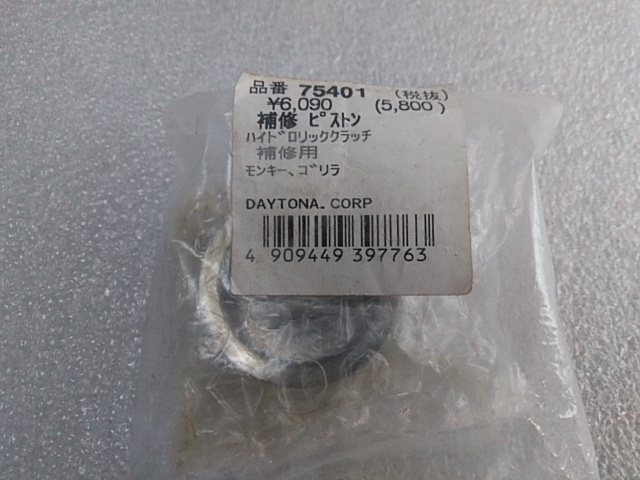 品番 75401 (税抜)
¥6,090 (5,800)
補修 ピストン
ハイドロリッククラッチ
補修用
モンキー、ゴリラ
DAYTONA. CORP
4 909449 397763